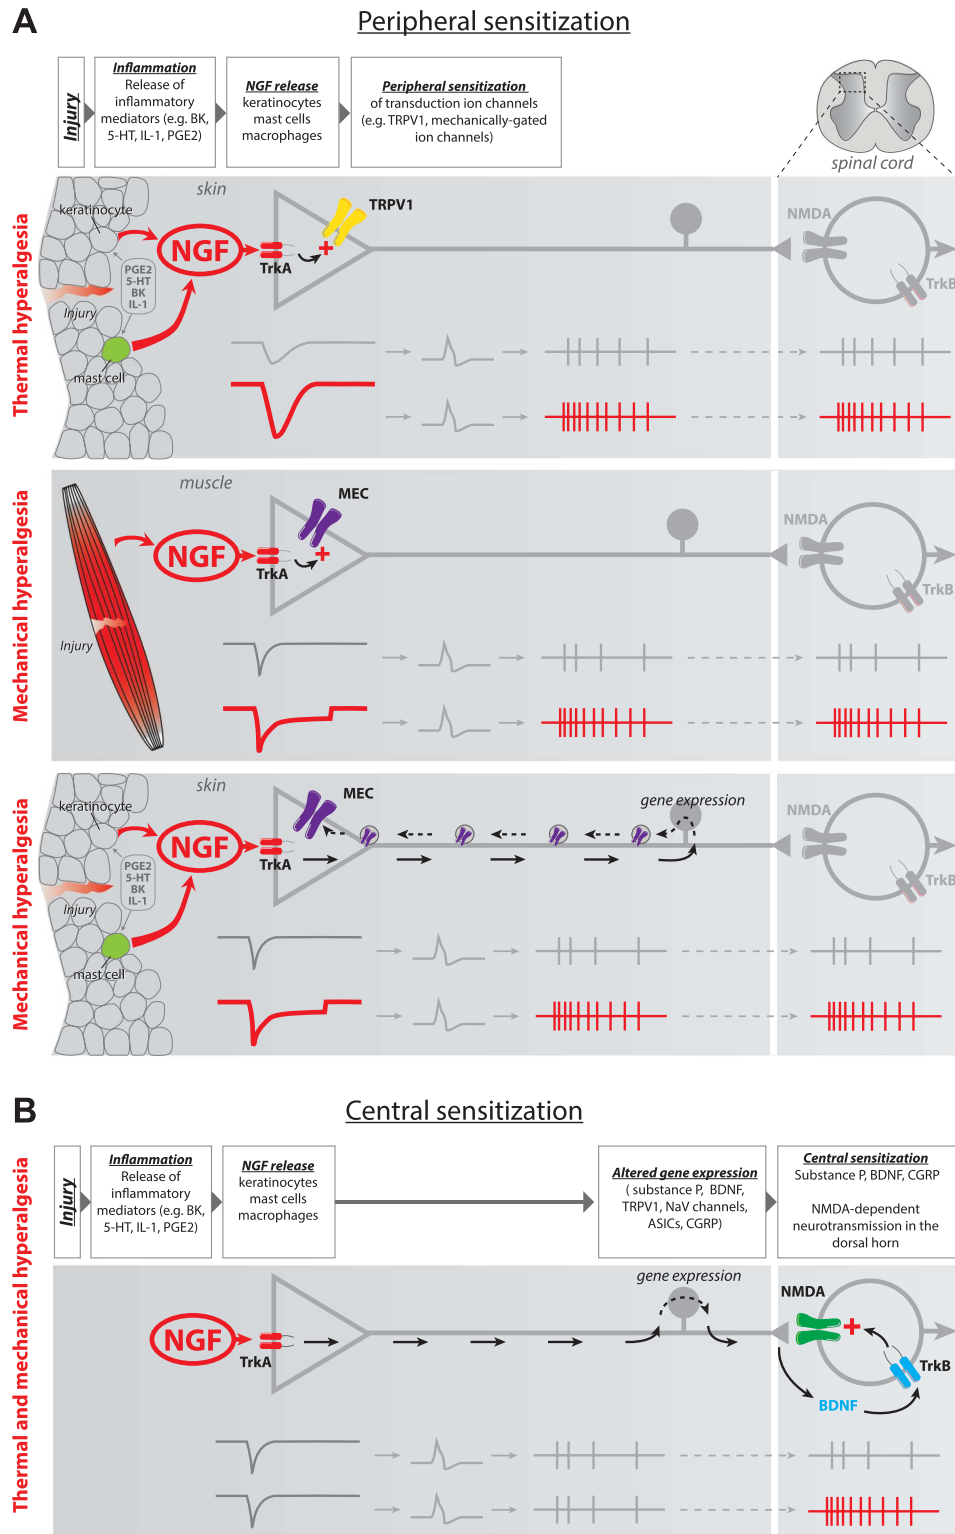 A
Peripheral sensitization
Injury
Inflammation
Release of
inflammatory
mediators (e.g. BK,
5-HT, IL-1, PGE2)
NGF release
keratinocytes
mast cells
macrophages
Peripheral sensitization
of transduction ion channels
(e.g. TRPV1, mechanically-gated
ion channels)
spinal cord
Thermal hyperalgesia
skin
keratinocyte
PGE2
5-HT
BK
IL-1
Injury
mast cell
NGF
TrkA
+
TRPV1
NMDA
TrkB
Mechanical hyperalgesia
muscle
Injury
NGF
TrkA
+
MEC
NMDA
TrkB
Mechanical hyperalgesia
skin
keratinocyte
PGE2
5-HT
BK
IL-1
Injury
mast cell
NGF
TrkA
MEC
gene expression
NMDA
TrkB
B
Central sensitization
Injury
Inflammation
Release of
inflammatory
mediators (e.g. BK,
5-HT, IL-1, PGE2)
NGF release
keratinocytes
mast cells
macrophages
Altered gene expression
( substance P, BDNF,
TRPV1, NaV channels,
ASICs, CGRP)
Central sensitization
Substance P, BDNF, CGRP
NMDA-dependent
neurotransmission in the
dorsal horn
Thermal and mechanical hyperalgesia
NGF
TrkA
gene expression
NMDA
+
TrkB
BDNF